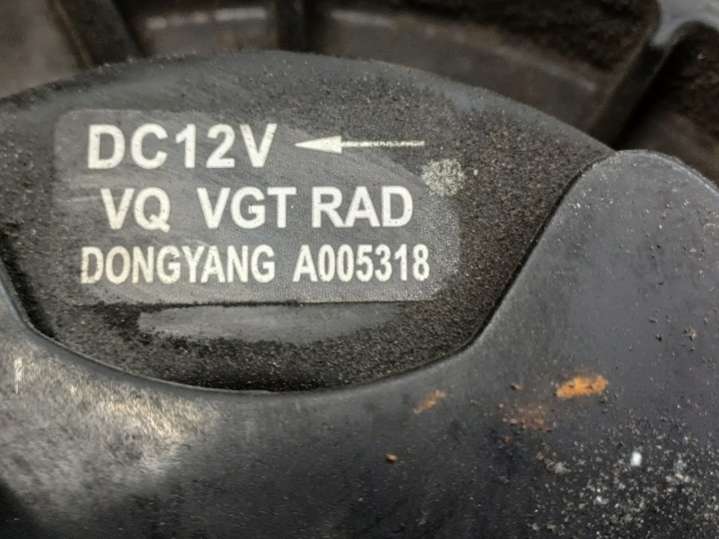 DC12V
VQ VGT RAD
DONGYANG A005318